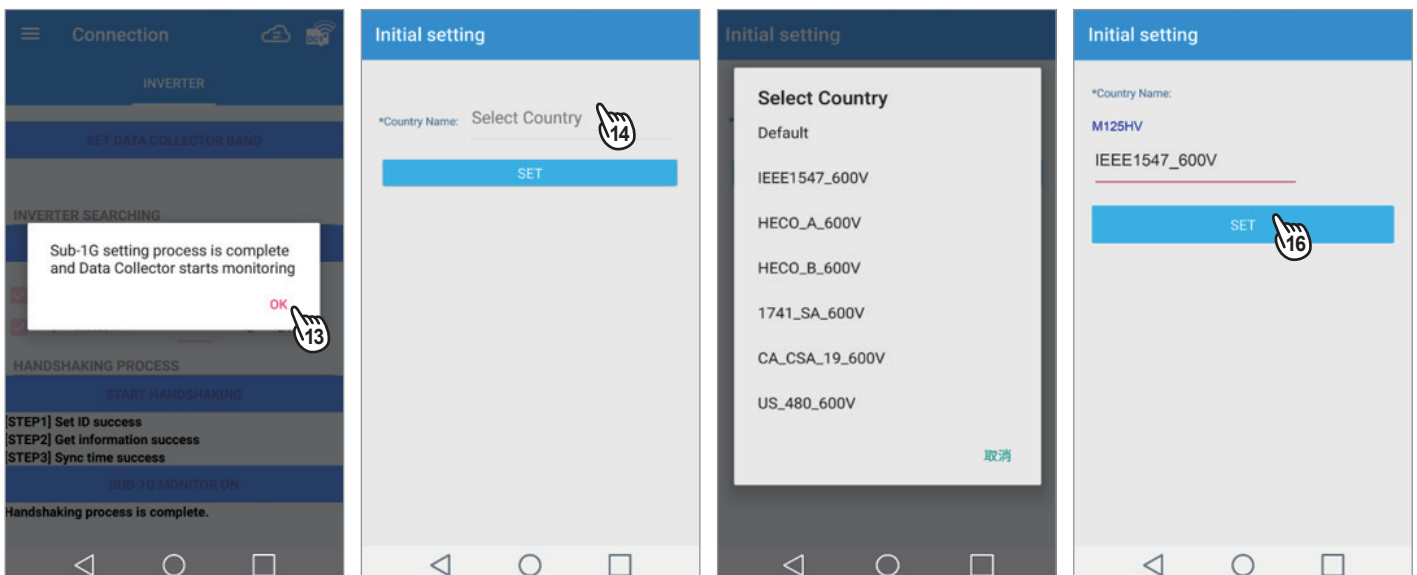 Connection
DC1
INVERTER
SET DATA COLLECTOR BAND
INVERTER SEARCHING
Sub-1G setting process is complete
and Data Collector starts monitoring
OK
13
HANDSHAKING PROCESS
START HANDSHAKING
[STEP1] Set ID success
[STEP2] Get information success
[STEP3] Sync time success
SUB-1G MONITOR ON
Handshaking process is complete.
Initial setting
*Country Name: Select Country
14
SET
Initial setting
Select Country
Default
IEEE1547_600V
HECO_A_600V
HECO_B_600V
1741_SA_600V
CA_CSA_19_600V
US_480_600V
取消
Initial setting
*Country Name:
M125HV
IEEE1547_600V
SET
16